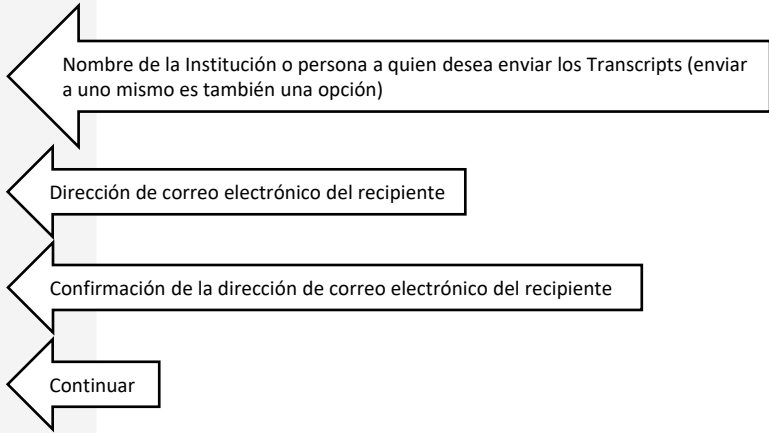 Nombre de la Institución o persona a quien desea enviar los Transcripts (enviar
a uno mismo es también una opción)
Dirección de correo electrónico del recipiente
Confirmación de la dirección de correo electrónico del recipiente
Continuar